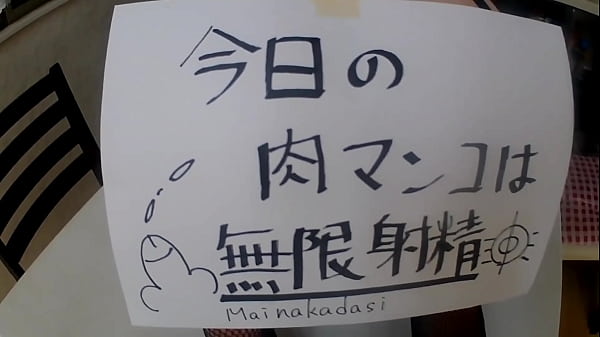 今日の
肉マンコは
無限射精
Mainakadasi